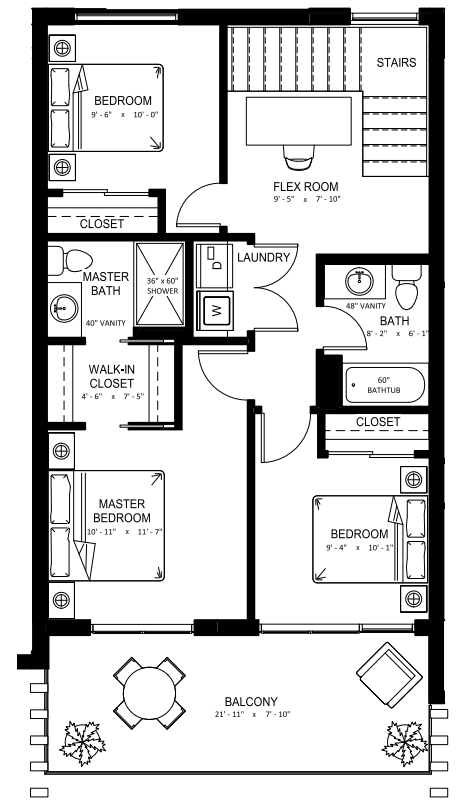 STAIRS
BEDROOM
9' - 6" x 10' - 0"
FLEX ROOM
9' - 5" x 7' - 10"
CLOSET
LAUNDRY
D
W
MASTER
BATH
36" x 60"
SHOWER
40" VANITY
48" VANITY
BATH
8' - 2" x 6' - 1"
WALK-IN
CLOSET
4' - 6" x 7' - 5"
60"
BATHTUB
CLOSET
MASTER
BEDROOM
10' - 11" x 11' - 7"
BEDROOM
9' - 4" x 10' - 1"
BALCONY
21' - 11" x 7' - 10"